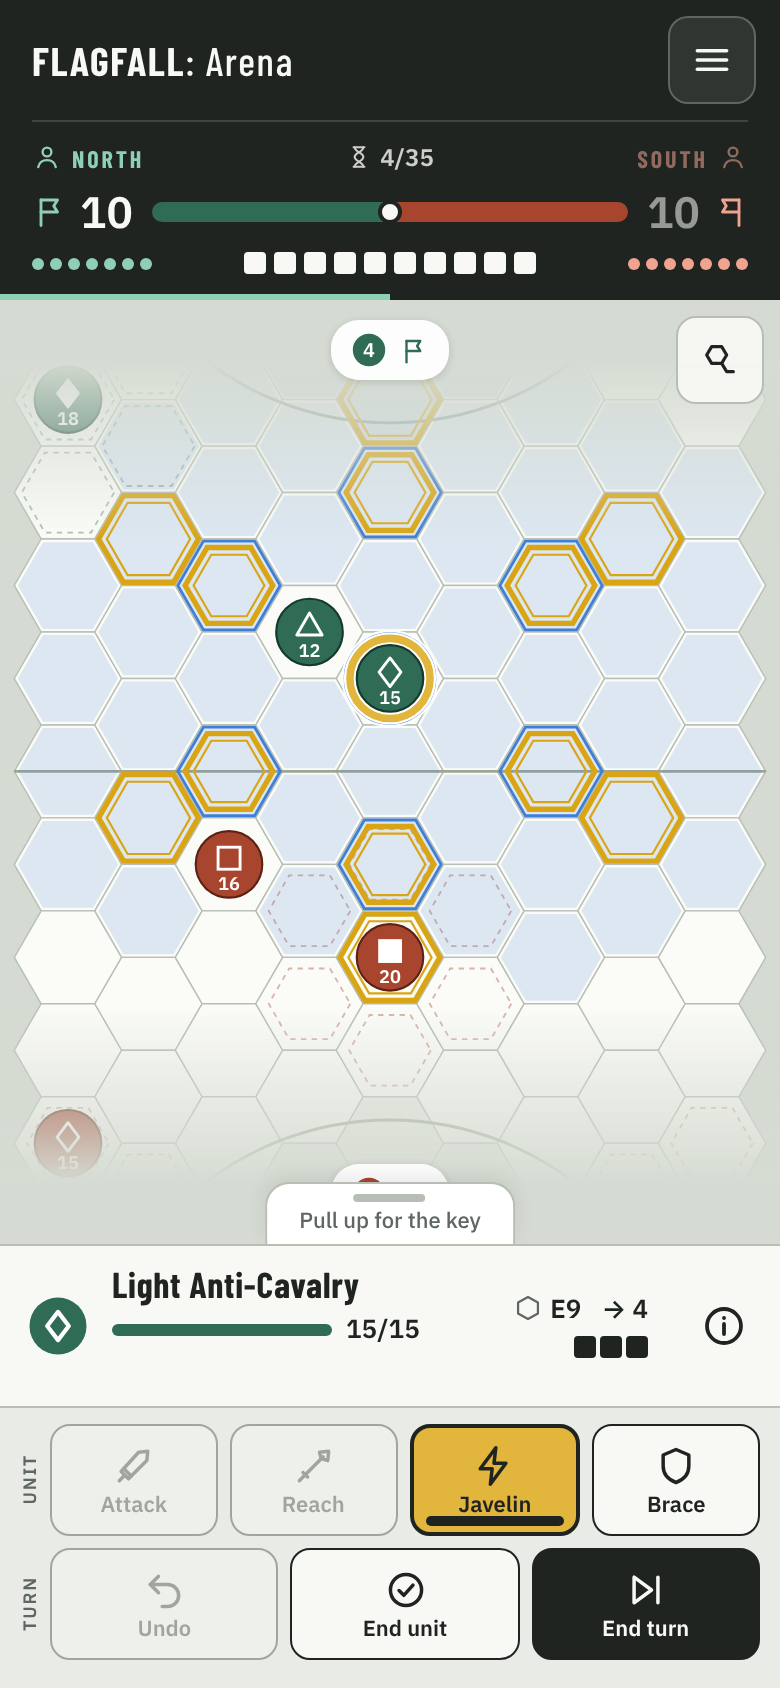 FLAGFALL: Arena
NORTH
4/35
SOUTH
10
10
4
18
12
15
16
20
15
Pull up for the key
Light Anti-Cavalry
15/15
E9 → 4
UNIT
Attack
Reach
Javelin
Brace
TURN
Undo
End unit
End turn